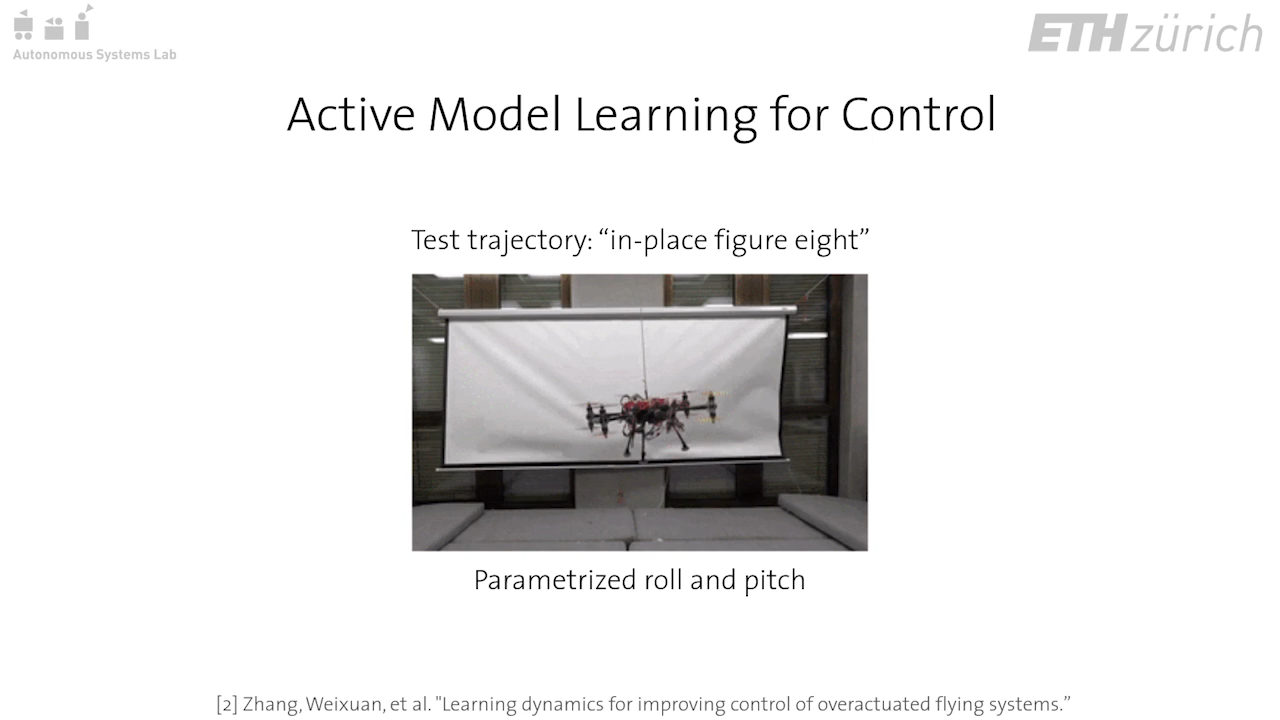 Autonomous Systems Lab
ETH zürich
Active Model Learning for Control
Test trajectory: “in-place figure eight”
Parametrized roll and pitch
[2] Zhang, Weixuan, et al. "Learning dynamics for improving control of overactuated flying systems.”